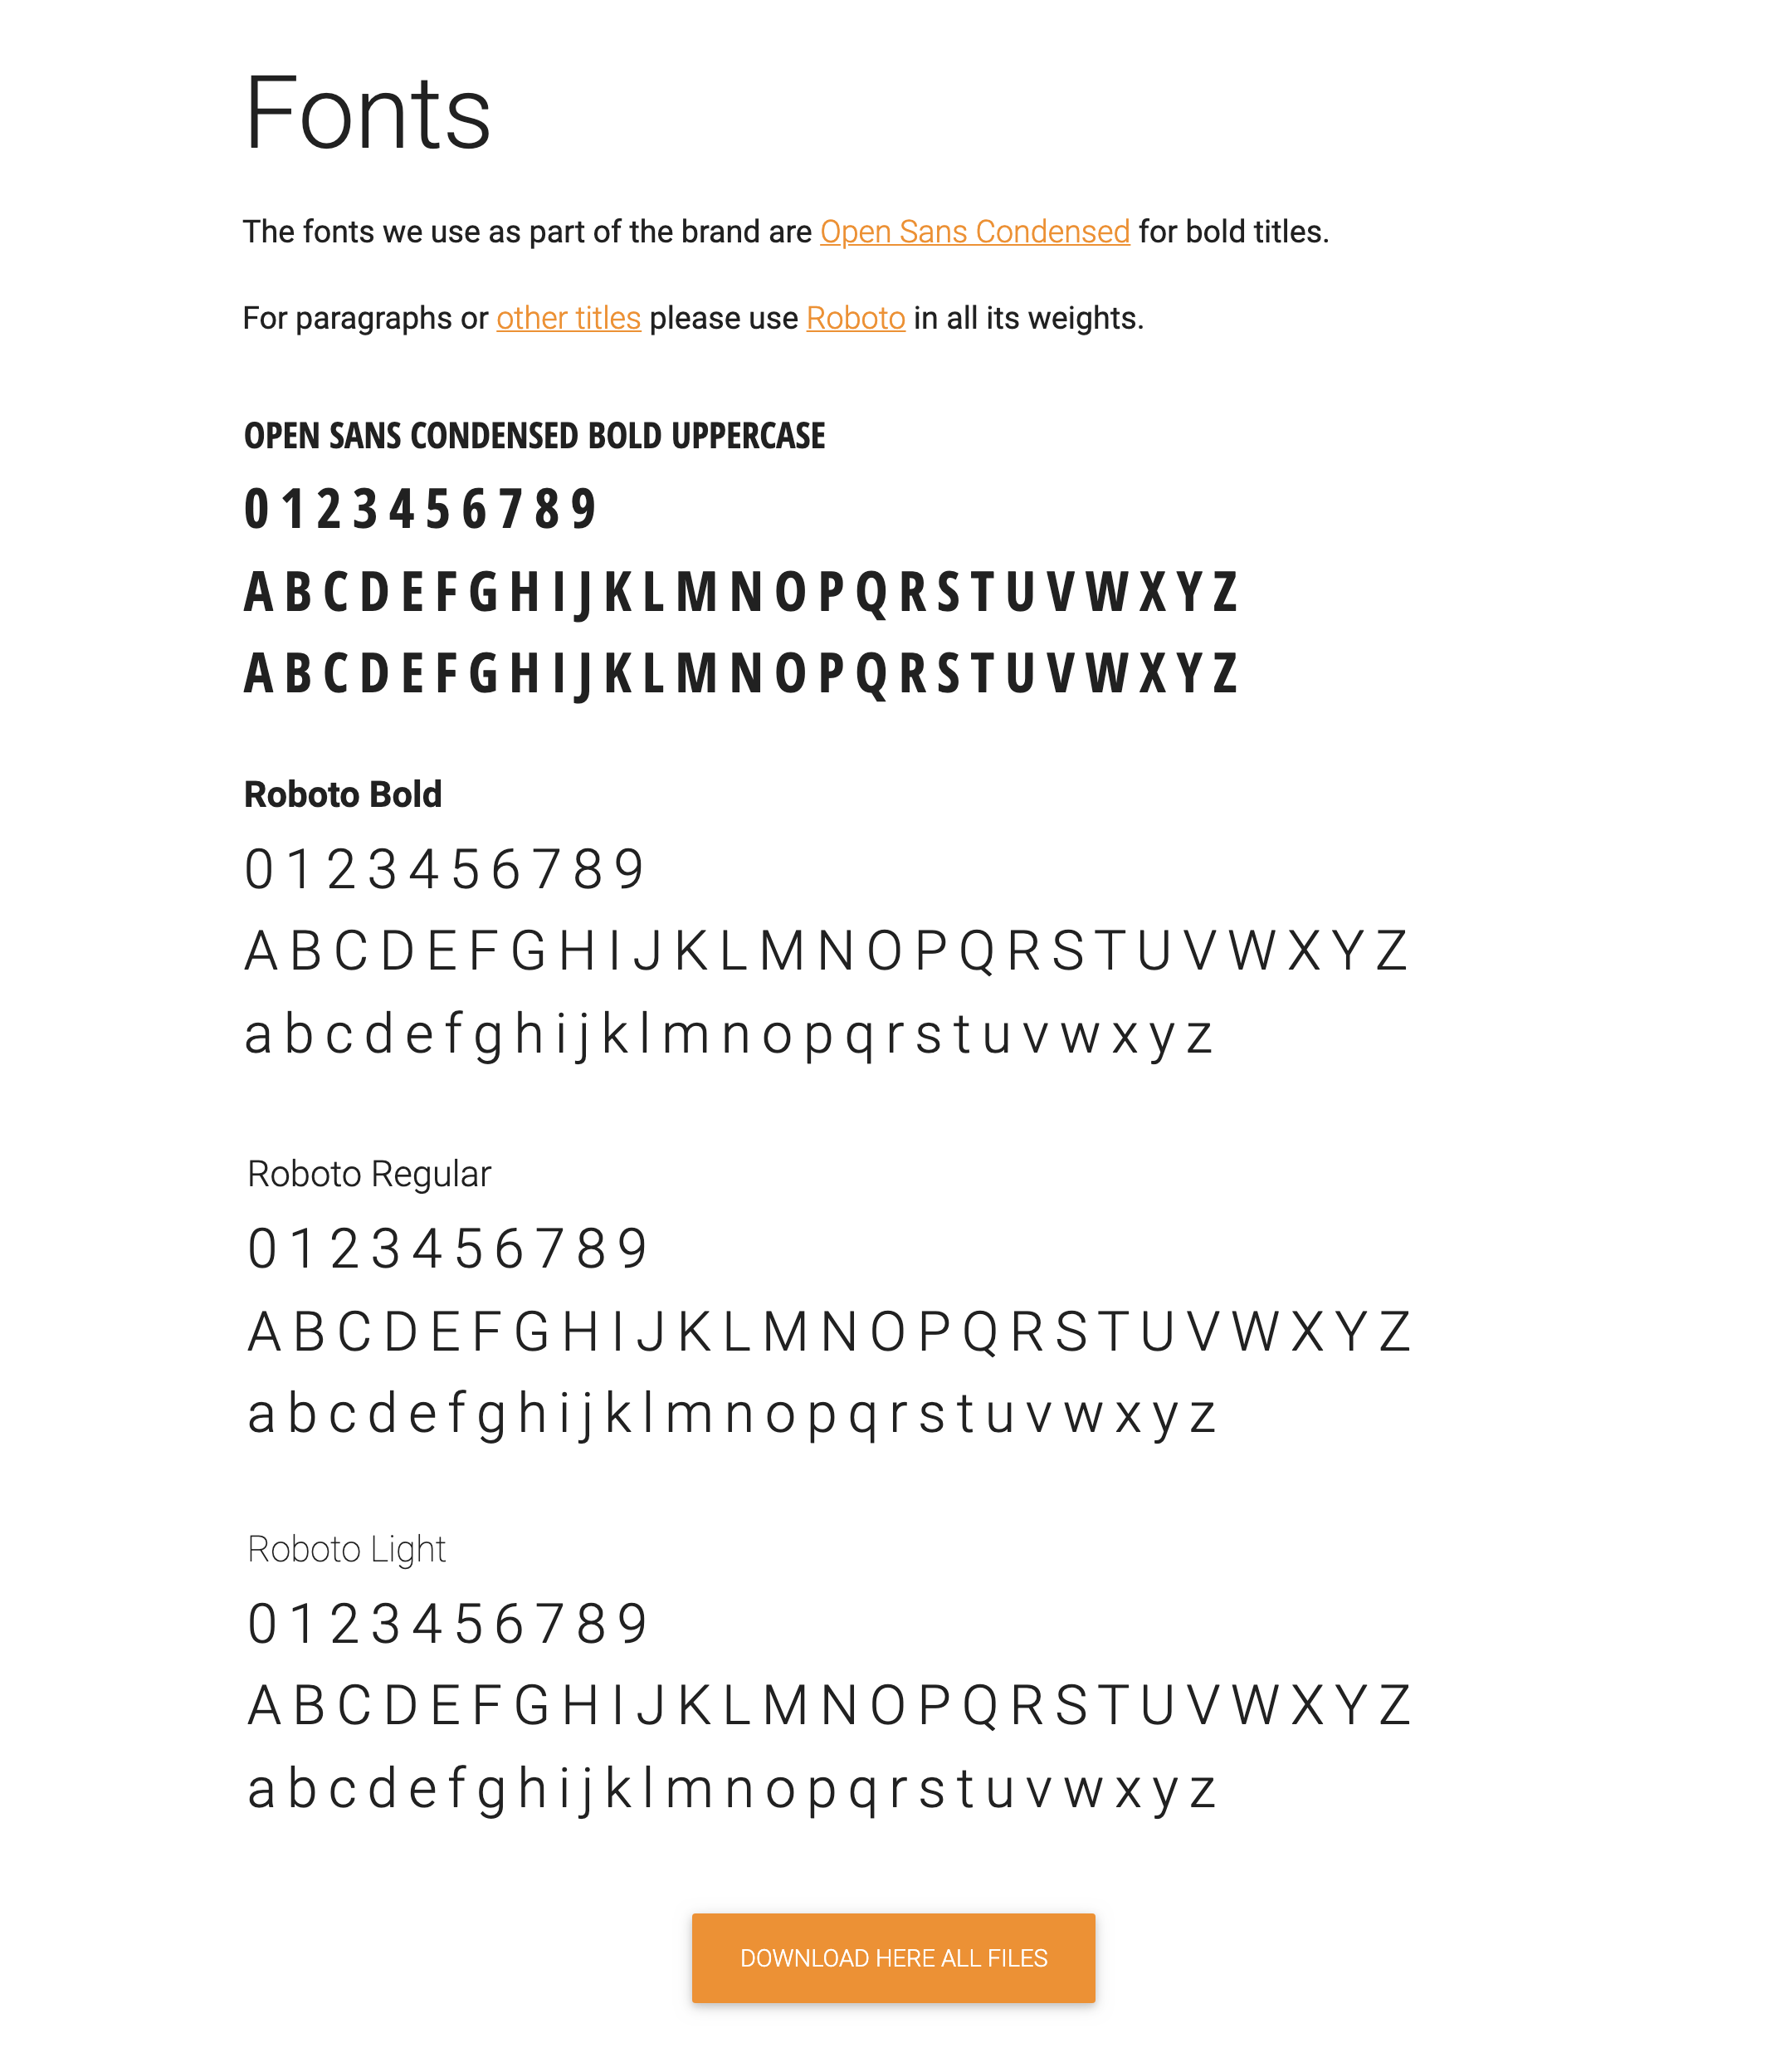 Fonts
The fonts we use as part of the brand are Open Sans Condensed for bold titles.
For paragraphs or other titles please use Roboto in all its weights.
OPEN SANS CONDENSED BOLD UPPERCASE
0 1 2 3 4 5 6 7 8 9
A B C D E F G H I J K L M N O P Q R S T U V W X Y Z
A B C D E F G H I J K L M N O P Q R S T U V W X Y Z
Roboto Bold
0 1 2 3 4 5 6 7 8 9
A B C D E F G H I J K L M N O P Q R S T U V W X Y Z
a b c d e f g h i j k l m n o p q r s t u v w x y z
Roboto Regular
0 1 2 3 4 5 6 7 8 9
A B C D E F G H I J K L M N O P Q R S T U V W X Y Z
a b c d e f g h i j k l m n o p q r s t u v w x y z
Roboto Light
0 1 2 3 4 5 6 7 8 9
A B C D E F G H I J K L M N O P Q R S T U V W X Y Z
a b c d e f g h i j k l m n o p q r s t u v w x y z
DOWNLOAD HERE ALL FILES